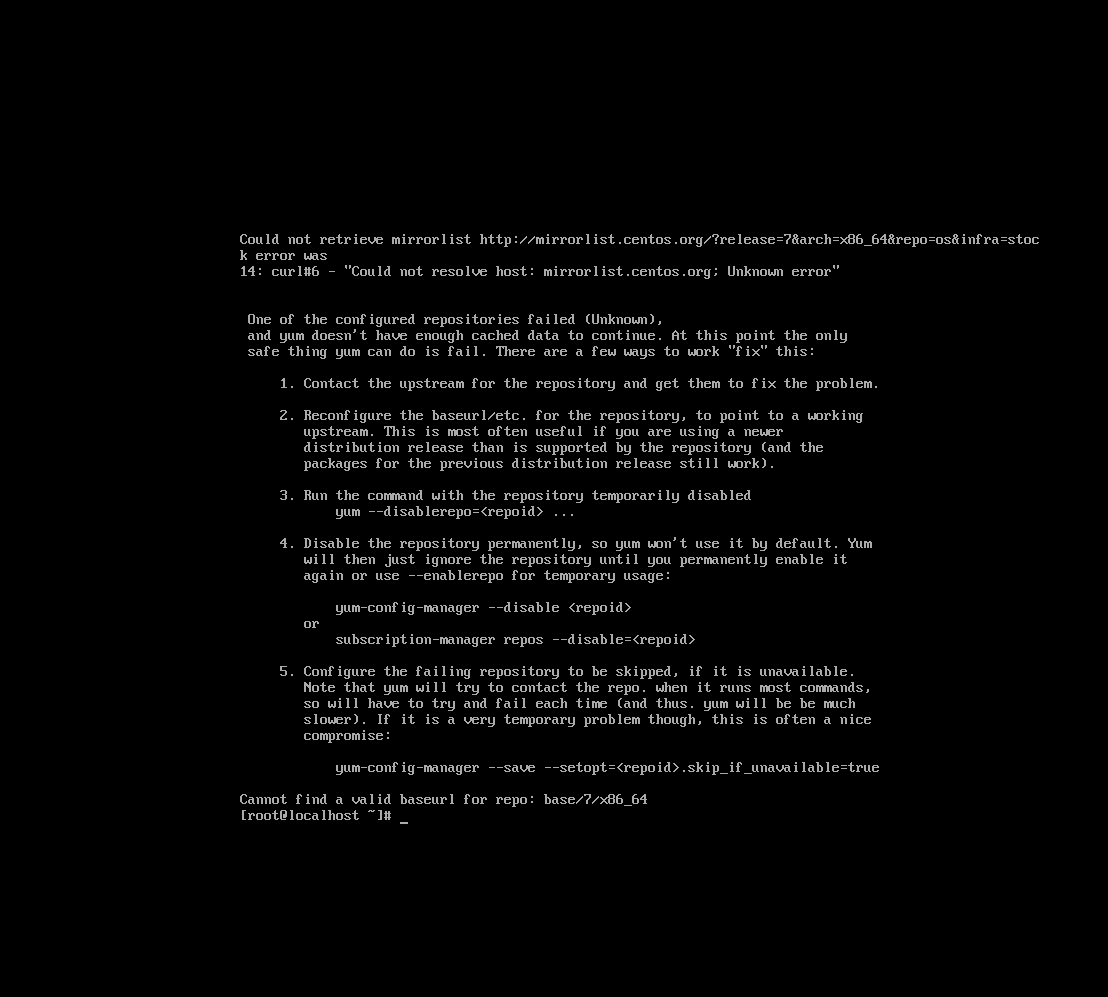 Could not retrieve mirrorlist http://mirrorlist.centos.org/?release=7&arch=x86_64&repo=os&infra=stoc
k error was
14: curl#6 - "Could not resolve host: mirrorlist.centos.org; Unknown error"
One of the configured repositories failed (Unknown),
and yum doesn't have enough cached data to continue. At this point the only
safe thing yum can do is fail. There are a few ways to work "fix" this:
1. Contact the upstream for the repository and get them to fix the problem.
2. Reconfigure the baseurl/etc. for the repository, to point to a working
upstream. This is most often useful if you are using a newer
distribution release than is supported by the repository (and the
packages for the previous distribution release still work).
3. Run the command with the repository temporarily disabled
yum --disablerepo=<repoid> ...
4. Disable the repository permanently, so yum won't use it by default. Yum
will then just ignore the repository until you permanently enable it
again or use --enablerepo for temporary usage:
yum-config-manager --disable <repoid>
or
subscription-manager repos --disable=<repoid>
5. Configure the failing repository to be skipped, if it is unavailable.
Note that yum will try to contact the repo. when it runs most commands,
so will have to try and fail each time (and thus. yum will be be much
slower). If it is a very temporary problem though, this is often a nice
compromise:
yum-config-manager --save --setopt=<repoid>.skip_if_unavailable=true
Cannot find a valid baseurl for repo: base/7/x86_64
[root@localhost ~]# _